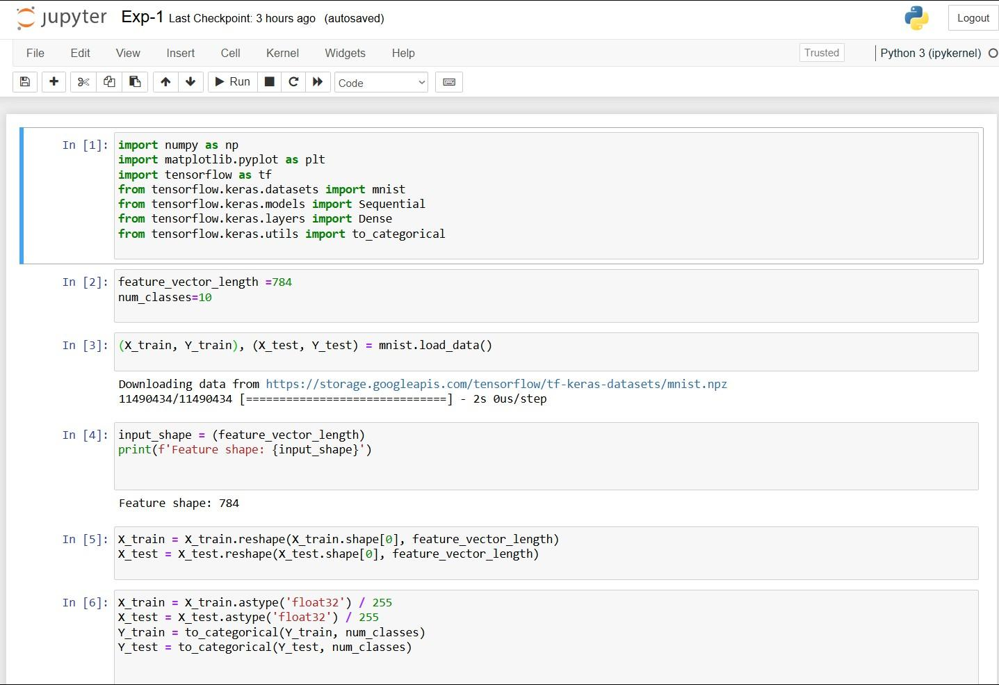 jupyter Exp-1 Last Checkpoint: 3 hours ago (autosaved)
Logout
File Edit View Insert Cell Kernel Widgets Help
Trusted
Python 3 (ipykernel)
Run
Code
In [1]:
import numpy as np
import matplotlib.pyplot as plt
import tensorflow as tf
from tensorflow.keras.datasets import mnist
from tensorflow.keras.models import Sequential
from tensorflow.keras.layers import Dense
from tensorflow.keras.utils import to_categorical
In [2]:
feature_vector_length =784
num_classes=10
In [3]:
(X_train, Y_train), (X_test, Y_test) = mnist.load_data()
Downloading data from https://storage.googleapis.com/tensorflow/tf-keras-datasets/mnist.npz
11490434/11490434 [==============================] - 2s 0us/step
In [4]:
input_shape = (feature_vector_length)
print(f'Feature shape: {input_shape}')
Feature shape: 784
In [5]:
X_train = X_train.reshape(X_train.shape[0], feature_vector_length)
X_test = X_test.reshape(X_test.shape[0], feature_vector_length)
In [6]:
X_train = X_train.astype('float32') / 255
X_test = X_test.astype('float32') / 255
Y_train = to_categorical(Y_train, num_classes)
Y_test = to_categorical(Y_test, num_classes)